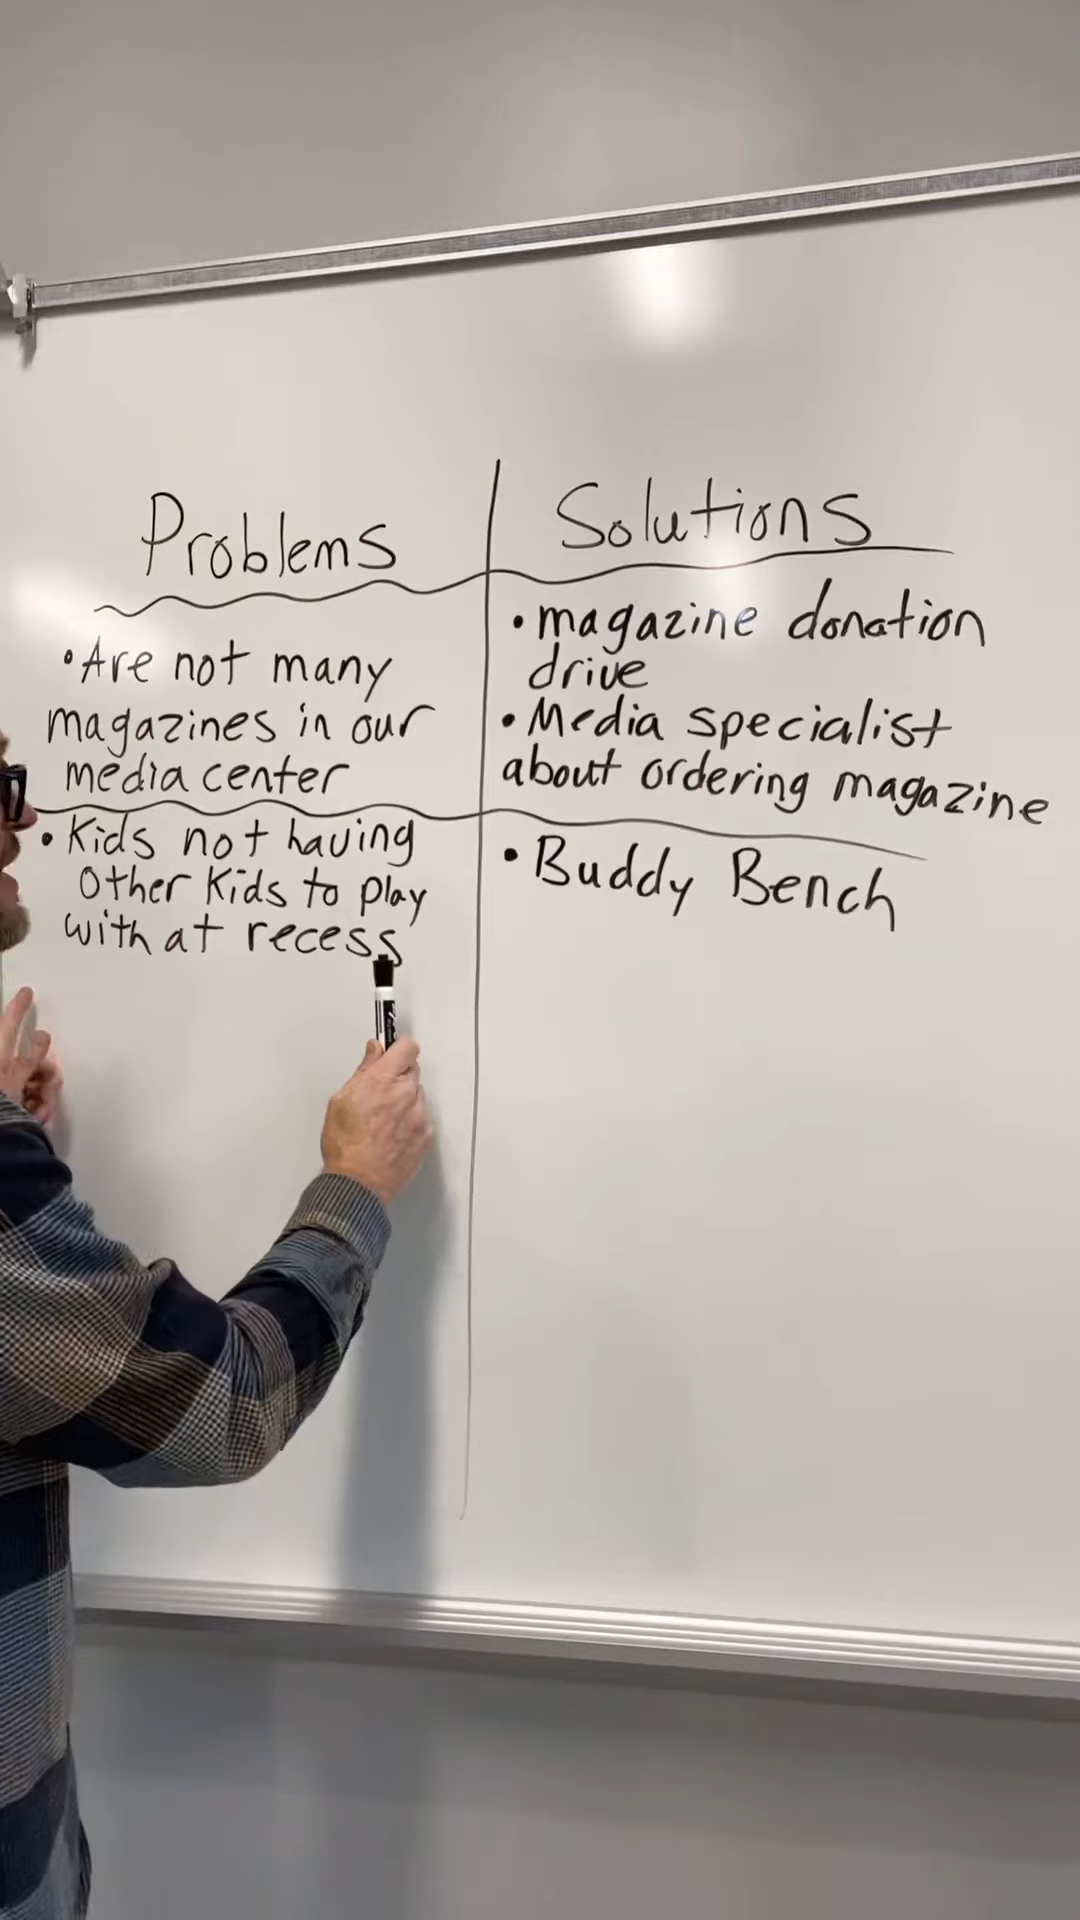 Problems
• Are not many
magazines in our
media center
• Kids not having
other kids to play
with at recess
Solutions
• magazine donation
drive
• Media specialist
about ordering magazine
• Buddy Bench